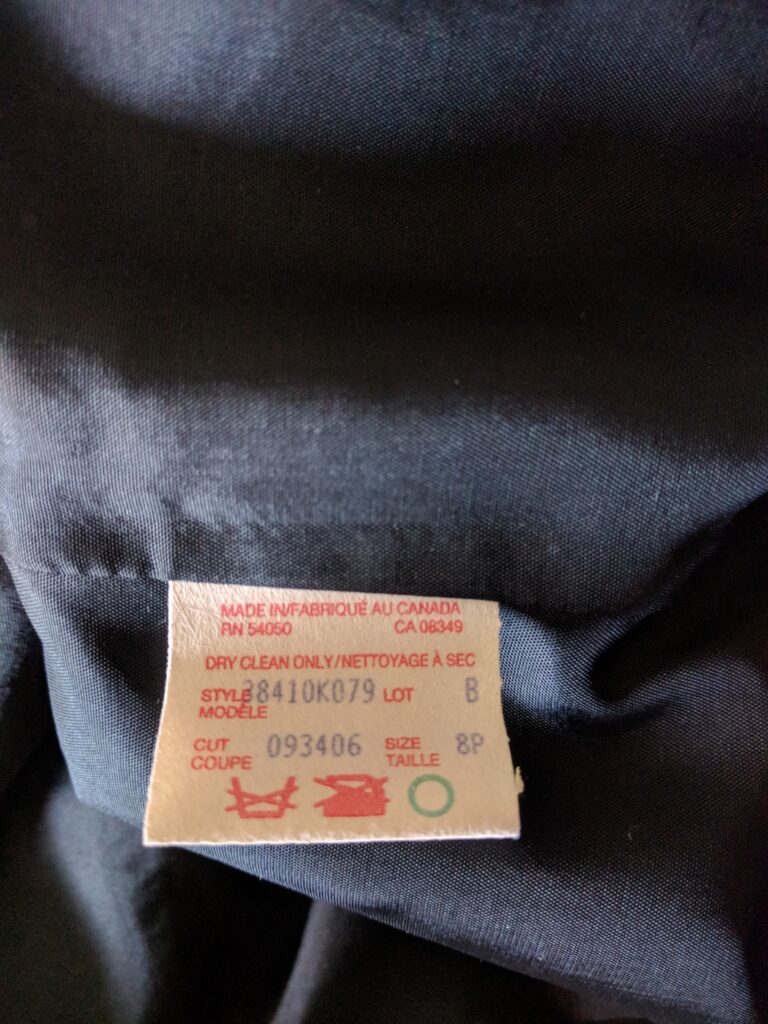 MADE IN/FABRIQUÉ AU CANADA
RN 54050 CA 08349
DRY CLEAN ONLY/NETTOYAGE À SEC
STYLE 38410K079 LOT B
MODÈLE
CUT 093406 SIZE 8P
COUPE TAILLE